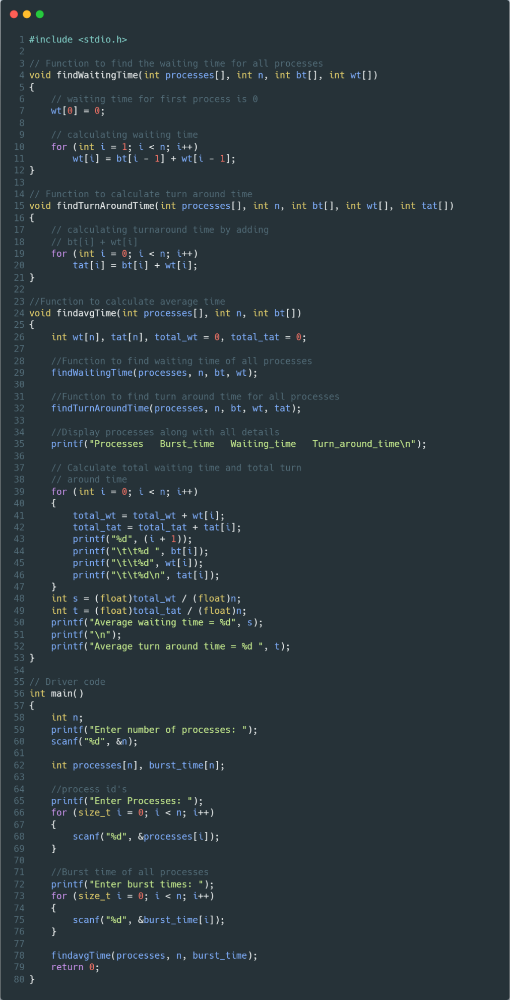 1 #include <stdio.h>
2
3 // Function to find the waiting time for all processes
4 void findWaitingTime(int processes[], int n, int bt[], int wt[])
5 {
6     // waiting time for first process is 0
7     wt[0] = 0;
8
9     // calculating waiting time
10     for (int i = 1; i < n; i++)
11         wt[i] = bt[i - 1] + wt[i - 1];
12 }
13
14 // Function to calculate turn around time
15 void findTurnAroundTime(int processes[], int n, int bt[], int wt[], int tat[])
16 {
17     // calculating turnaround time by adding
18     // bt[i] + wt[i]
19     for (int i = 0; i < n; i++)
20         tat[i] = bt[i] + wt[i];
21 }
22
23 //Function to calculate average time
24 void findavgTime(int processes[], int n, int bt[])
25 {
26     int wt[n], tat[n], total_wt = 0, total_tat = 0;
27
28     //Function to find waiting time of all processes
29     findWaitingTime(processes, n, bt, wt);
30
31     //Function to find turn around time for all processes
32     findTurnAroundTime(processes, n, bt, wt, tat);
33
34     //Display processes along with all details
35     printf("Processes   Burst_time   Waiting_time   Turn_around_time\n");
36
37     // Calculate total waiting time and total turn
38     // around time
39     for (int i = 0; i < n; i++)
40     {
41         total_wt = total_wt + wt[i];
42         total_tat = total_tat + tat[i];
43         printf("%d", (i + 1));
44         printf("\t\t%d ", bt[i]);
45         printf("\t\t%d", wt[i]);
46         printf("\t\t%d\n", tat[i]);
47     }
48     int s = (float)total_wt / (float)n;
49     int t = (float)total_tat / (float)n;
50     printf("Average waiting time = %d", s);
51     printf("\n");
52     printf("Average turn around time = %d ", t);
53 }
54
55 // Driver code
56 int main()
57 {
58     int n;
59     printf("Enter number of processes: ");
60     scanf("%d", &n);
61
62     int processes[n], burst_time[n];
63
64     //process id's
65     printf("Enter Processes: ");
66     for (size_t i = 0; i < n; i++)
67     {
68         scanf("%d", &processes[i]);
69     }
70
71     //Burst time of all processes
72     printf("Enter burst times: ");
73     for (size_t i = 0; i < n; i++)
74     {
75         scanf("%d", &burst_time[i]);
76     }
77
78     findavgTime(processes, n, burst_time);
79     return 0;
80 }